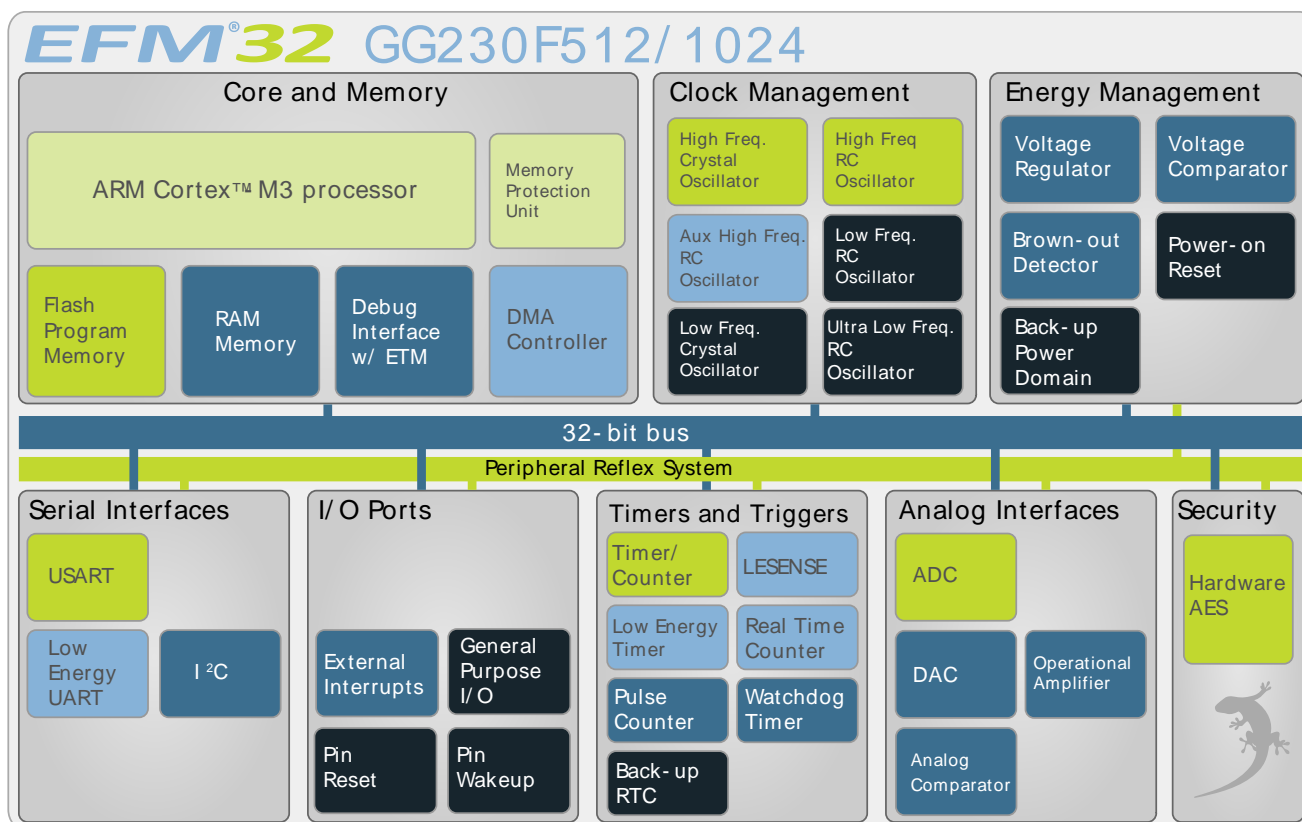 EFM®32 GG230F512/1024
Core and Memory
ARM Cortex™ M3 processor
Memory
Protection
Unit
Flash
Program
Memory
RAM
Memory
Debug
Interface
w/ ETM
DMA
Controller
Clock Management
High Freq.
Crystal
Oscillator
High Freq
RC
Oscillator
Aux High Freq.
RC
Oscillator
Low Freq.
RC
Oscillator
Low Freq.
Crystal
Oscillator
Ultra Low Freq.
RC
Oscillator
Energy Management
Voltage
Regulator
Voltage
Comparator
Brown-out
Detector
Power-on
Reset
Back-up
Power
Domain
32-bit bus
Peripheral Reflex System
Serial Interfaces
USART
Low
Energy
UART
I²C
I/O Ports
External
Interrupts
General
Purpose
I/O
Pin
Reset
Pin
Wakeup
Timers and Triggers
Timer/
Counter
LESENSE
Low Energy
Timer
Real Time
Counter
Pulse
Counter
Watchdog
Timer
Back-up
RTC
Analog Interfaces
ADC
DAC
Operational
Amplifier
Analog
Comparator
Security
Hardware
AES